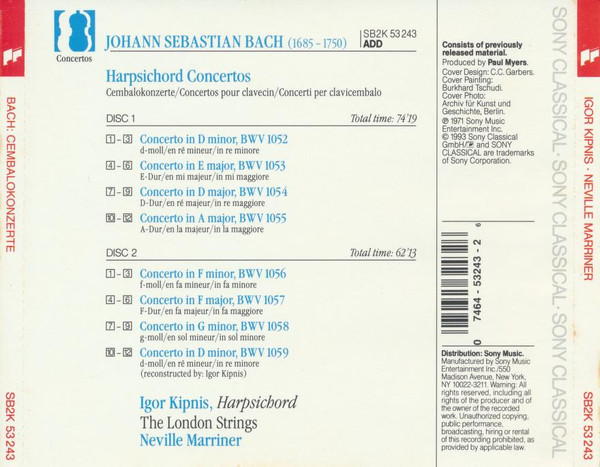 BACH: CEMBALOKONZERTE
SB2K 53243
Concertos
JOHANN SEBASTIAN BACH (1685–1750)
SB2K 53243
ADD
Harpsichord Concertos
Cembalokonzerte/Concertos pour clavecin/Concerti per clavicembalo
DISC 1 Total time: 74'19
1–3 Concerto in D minor, BWV 1052
d-moll/en ré mineur/in re minore
4–6 Concerto in E major, BWV 1053
E-Dur/en mi majeur/in mi maggiore
7–9 Concerto in D major, BWV 1054
D-Dur/en ré majeur/in re maggiore
10–12 Concerto in A major, BWV 1055
A-Dur/en la majeur/in la maggiore
DISC 2 Total time: 62'13
1–3 Concerto in F minor, BWV 1056
f-moll/en fa mineur/in fa minore
4–6 Concerto in F major, BWV 1057
F-Dur/en fa majeur/in fa maggiore
7–9 Concerto in G minor, BWV 1058
g-moll/en sol mineur/in sol minore
10–12 Concerto in D minor, BWV 1059
d-moll/en ré mineur/in re minore
(reconstructed by: Igor Kipnis)
Igor Kipnis, Harpsichord
The London Strings
Neville Marriner
Consists of previously
released material.
Produced by Paul Myers.
Cover Design: C.C. Garbers.
Cover Painting:
Burkhard Tschudi.
Cover Photo:
Archiv für Kunst und
Geschichte, Berlin.
℗ 1971 Sony Music
Entertainment Inc.
© 1993 Sony Classical
GmbH/ and SONY
CLASSICAL are trademarks
of Sony Corporation.
0 7464-53243-2 6
Distribution: Sony Music.
Manufactured by Sony Music
Entertainment Inc./550
Madison Avenue, New York,
NY 10022-3211. Warning: All
rights reserved, including all
rights of the producer and of
the owner of the recorded
work. Unauthorized copying,
public performance,
broadcasting, hiring or rental
of this recording prohibited, as
provided by applicable law.
SONY CLASSICAL · SONY CLASSICAL · SONY CLASSICAL
IGOR KIPNIS · NEVILLE MARRINER
SB2K 53243